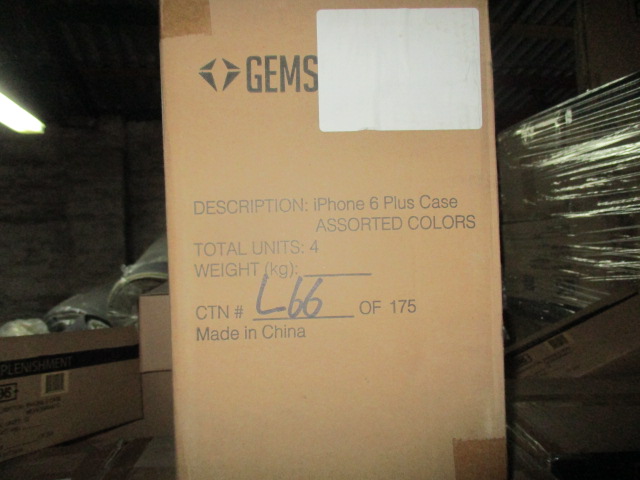 GEMS
DESCRIPTION: iPhone 6 Plus Case
ASSORTED COLORS
TOTAL UNITS: 4
WEIGHT (kg):
CTN # L66 OF 175
Made in China
PLENISHMENT